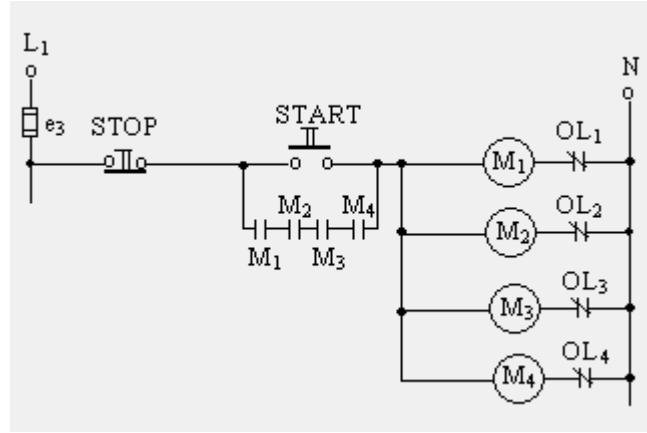 L₁
N
e₃
STOP
START
M₁
OL₁
M₂
M₄
M₁
M₃
M₂
OL₂
M₃
OL₃
M₄
OL₄